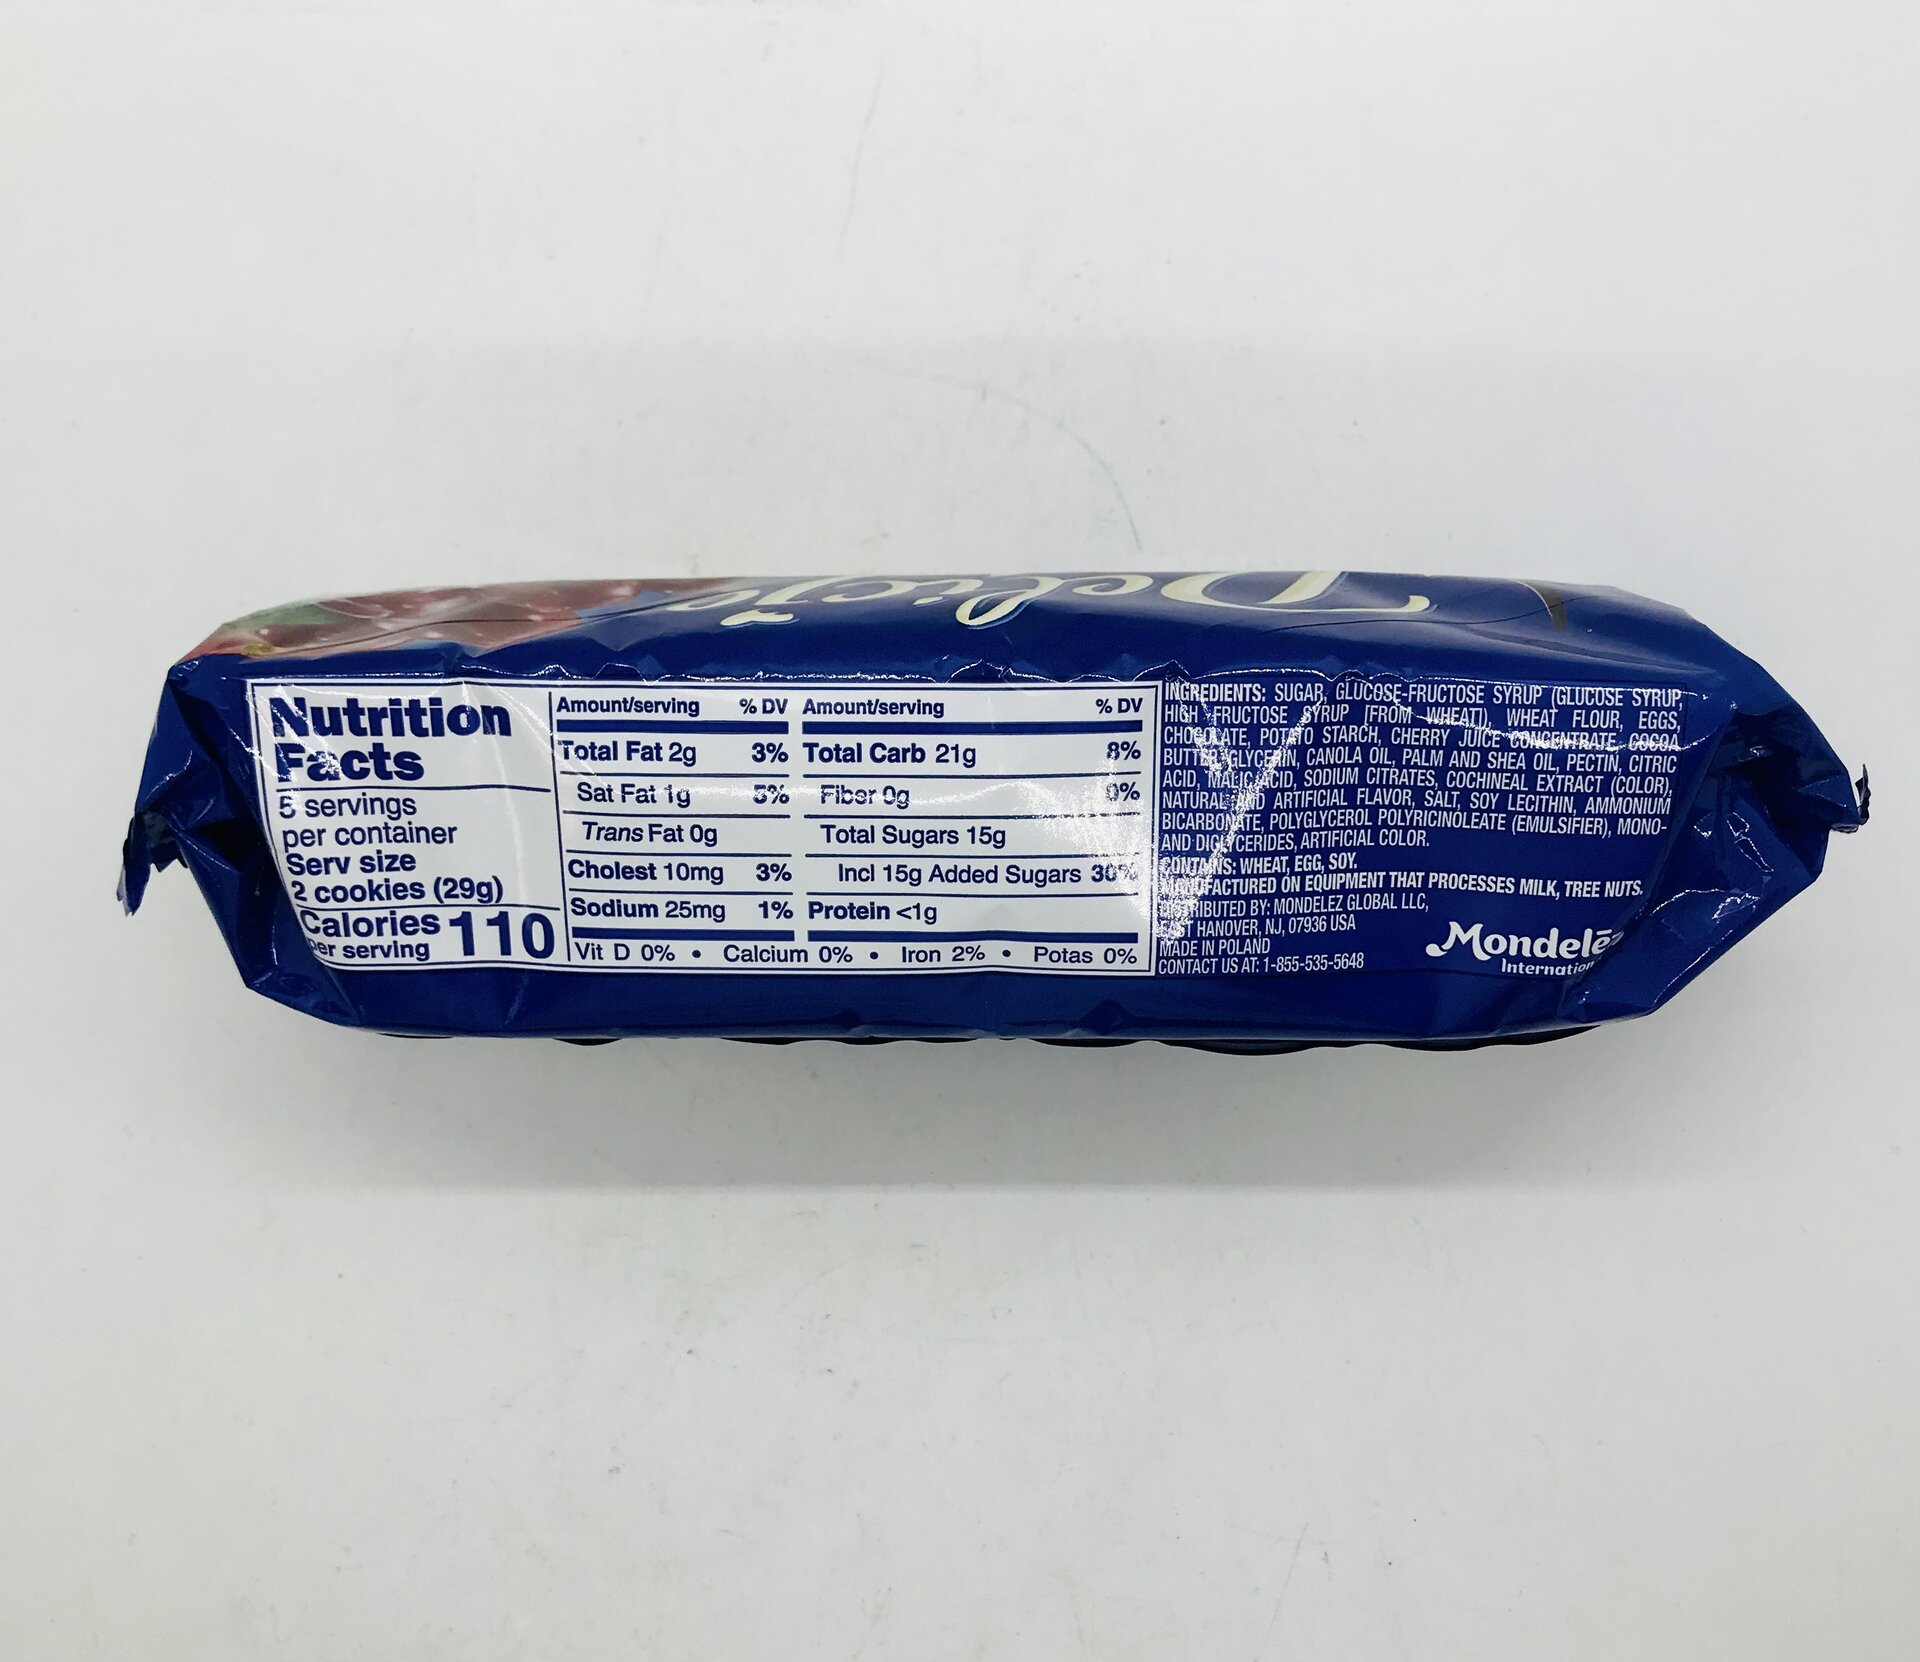 Delicje
Nutrition
Facts
5 servings
per container
Serv size
2 cookies (29g)
Calories 110
per serving
Amount/serving % DV
Total Fat 2g 3%
Sat Fat 1g 5%
Trans Fat 0g
Cholest 10mg 3%
Sodium 25mg 1%
Amount/serving % DV
Total Carb 21g 8%
Fiber 0g 0%
Total Sugars 15g
Incl 15g Added Sugars 30%
Protein <1g
Vit D 0% • Calcium 0% • Iron 2% • Potas 0%
INGREDIENTS: SUGAR, GLUCOSE-FRUCTOSE SYRUP (GLUCOSE SYRUP,
HIGH FRUCTOSE SYRUP [FROM WHEAT]), WHEAT FLOUR, EGGS,
CHOCOLATE, POTATO STARCH, CHERRY JUICE CONCENTRATE, COCOA
BUTTER, GLYCERIN, CANOLA OIL, PALM AND SHEA OIL, PECTIN, CITRIC
ACID, MALIC ACID, SODIUM CITRATES, COCHINEAL EXTRACT (COLOR),
NATURAL AND ARTIFICIAL FLAVOR, SALT, SOY LECITHIN, AMMONIUM
BICARBONATE, POLYGLYCEROL POLYRICINOLEATE (EMULSIFIER), MONO-
AND DIGLYCERIDES, ARTIFICIAL COLOR.
CONTAINS: WHEAT, EGG, SOY.
MANUFACTURED ON EQUIPMENT THAT PROCESSES MILK, TREE NUTS.
DISTRIBUTED BY: MONDELEZ GLOBAL LLC,
EAST HANOVER, NJ, 07936 USA
MADE IN POLAND
CONTACT US AT: 1-855-535-5648
Mondelēz
Internation